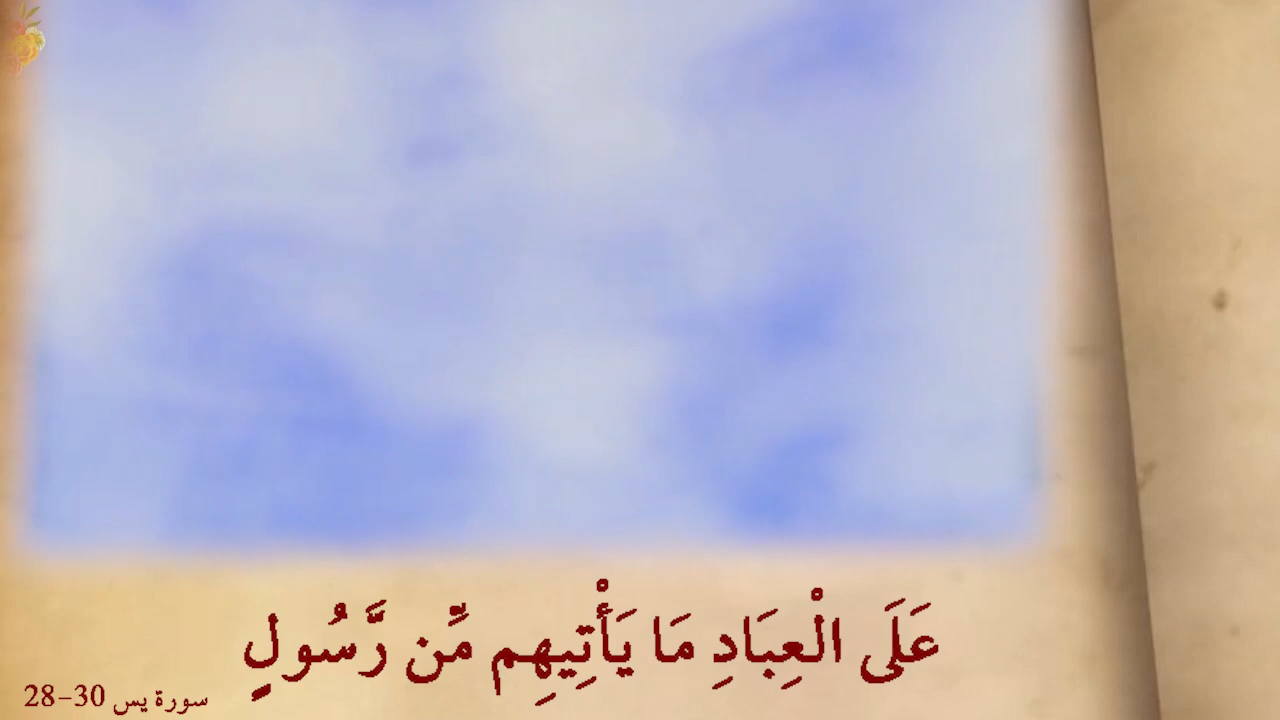 عَلَى الْعِبَادِ مَا يَأْتِيهِم مِّن رَّسُولٍ
سورة يس 30-28